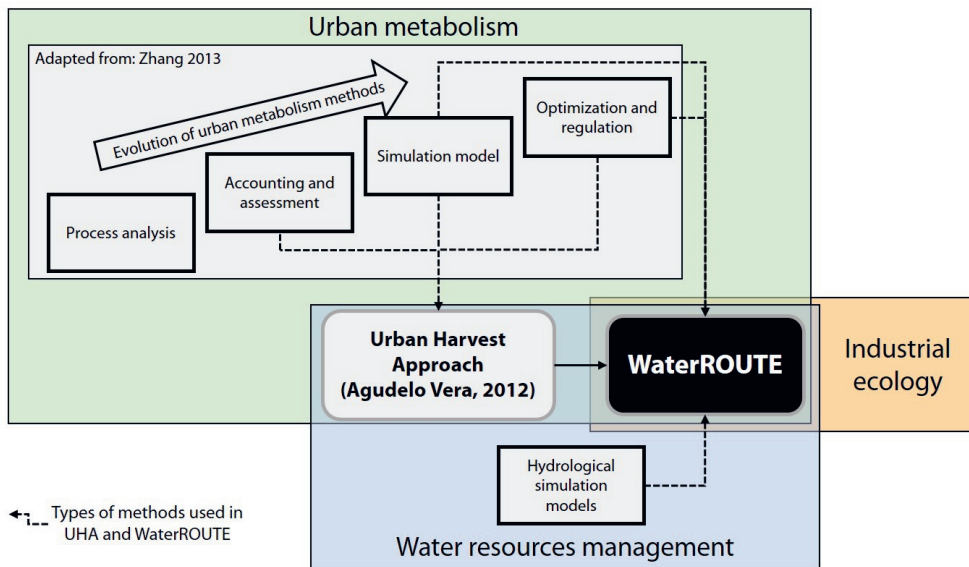 Urban metabolism
Adapted from: Zhang 2013
Evolution of urban metabolism methods
Process analysis
Accounting and
assessment
Simulation model
Optimization and
regulation
Urban Harvest
Approach
(Agudelo Vera, 2012)
WaterROUTE
Industrial
ecology
Hydrological
simulation
models
Types of methods used in
UHA and WaterROUTE
Water resources management